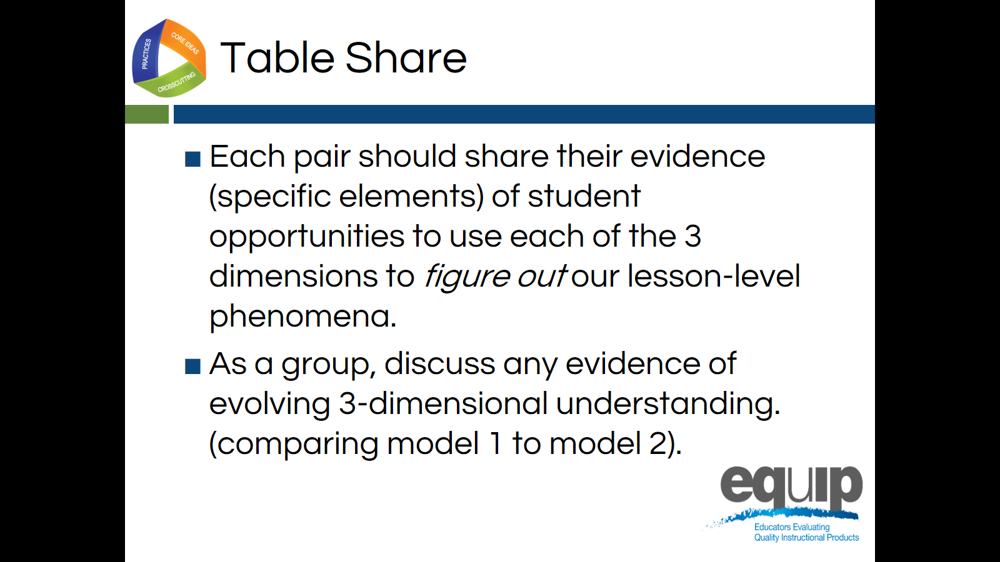 PRACTICES
CORE IDEAS
CROSSCUTTING
Table Share
Each pair should share their evidence
(specific elements) of student
opportunities to use each of the 3
dimensions to figure out our lesson-level
phenomena.
As a group, discuss any evidence of
evolving 3-dimensional understanding.
(comparing model 1 to model 2).
equip
Educators Evaluating
Quality Instructional Products